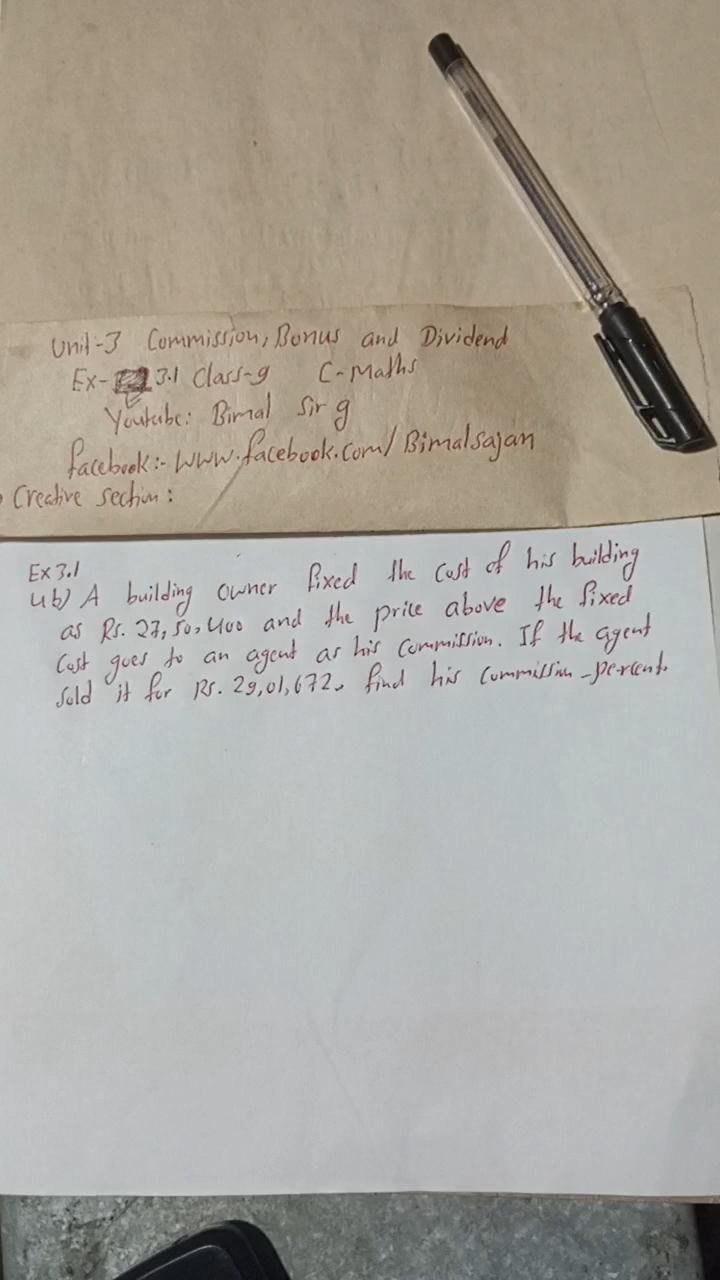 Unit-3 Commission, Bonus and Dividend
Ex- 3.1 Class-9 C-Maths
Youtube: Bimal Sir g
facebook:- www.facebook.com/Bimalsajan
Creative section:
Ex 3.1
4b) A building owner fixed the cost of his building
as Rs. 27,50,400 and the price above the fixed
cost goes to an agent as his commission. If the agent
sold it for Rs. 29,01,672. find his commission-percent.